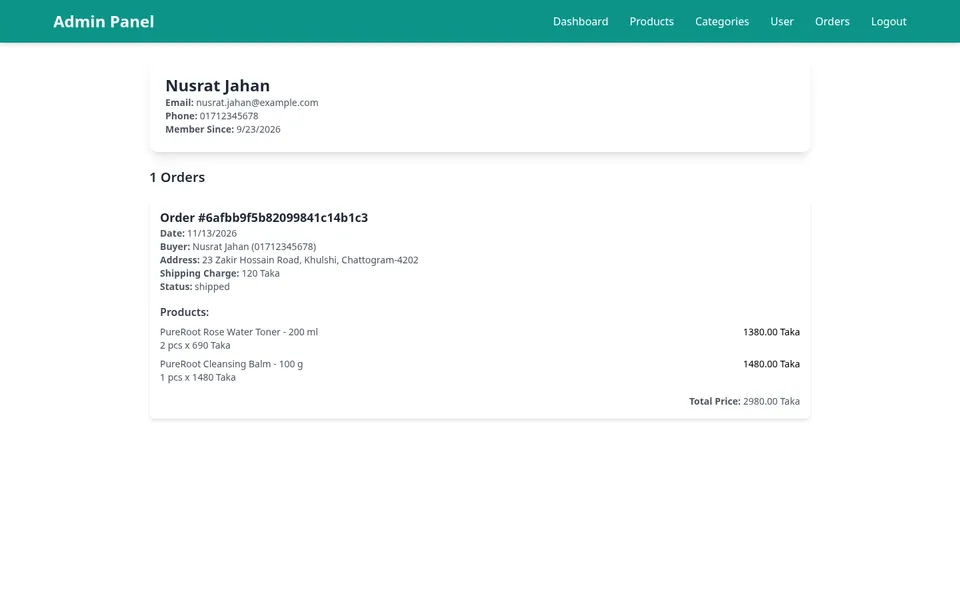 Admin Panel
Dashboard Products Categories User Orders Logout
Nusrat Jahan
Email: nusrat.jahan@example.com
Phone: 01712345678
Member Since: 9/23/2026
1 Orders
Order #6afbb9f5b82099841c14b1c3
Date: 11/13/2026
Buyer: Nusrat Jahan (01712345678)
Address: 23 Zakir Hossain Road, Khulshi, Chattogram-4202
Shipping Charge: 120 Taka
Status: shipped
Products:
PureRoot Rose Water Toner - 200 ml 1380.00 Taka
2 pcs x 690 Taka
PureRoot Cleansing Balm - 100 g 1480.00 Taka
1 pcs x 1480 Taka
Total Price: 2980.00 Taka